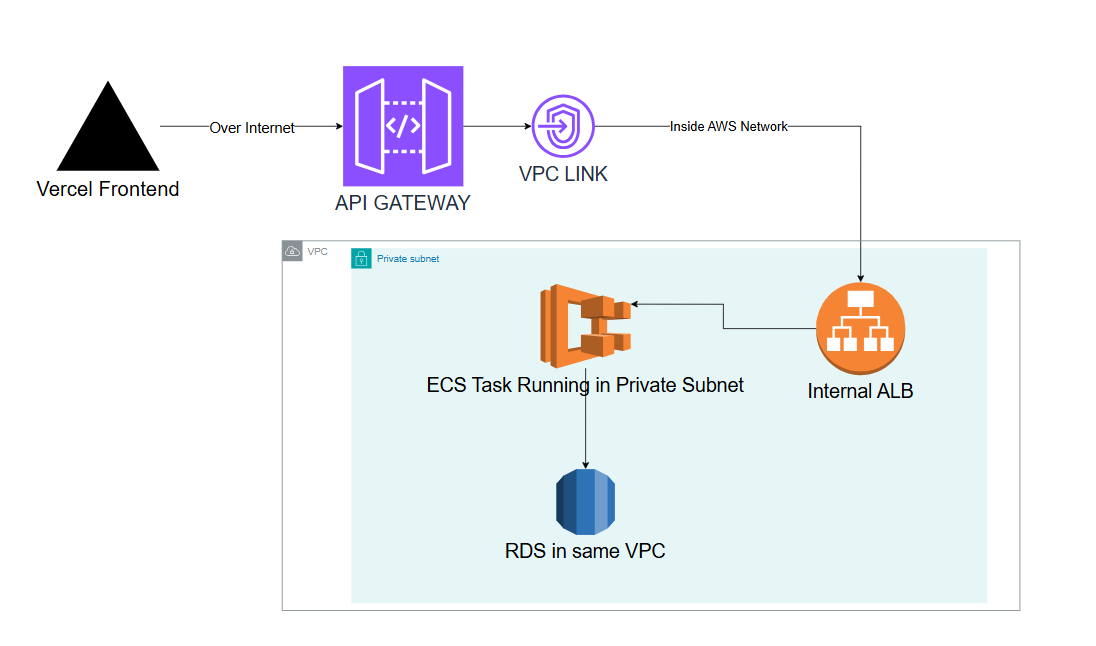 Over Internet
Inside AWS Network
Vercel Frontend
</>
API GATEWAY
VPC LINK
VPC
Private subnet
ECS Task Running in Private Subnet
Internal ALB
RDS in same VPC